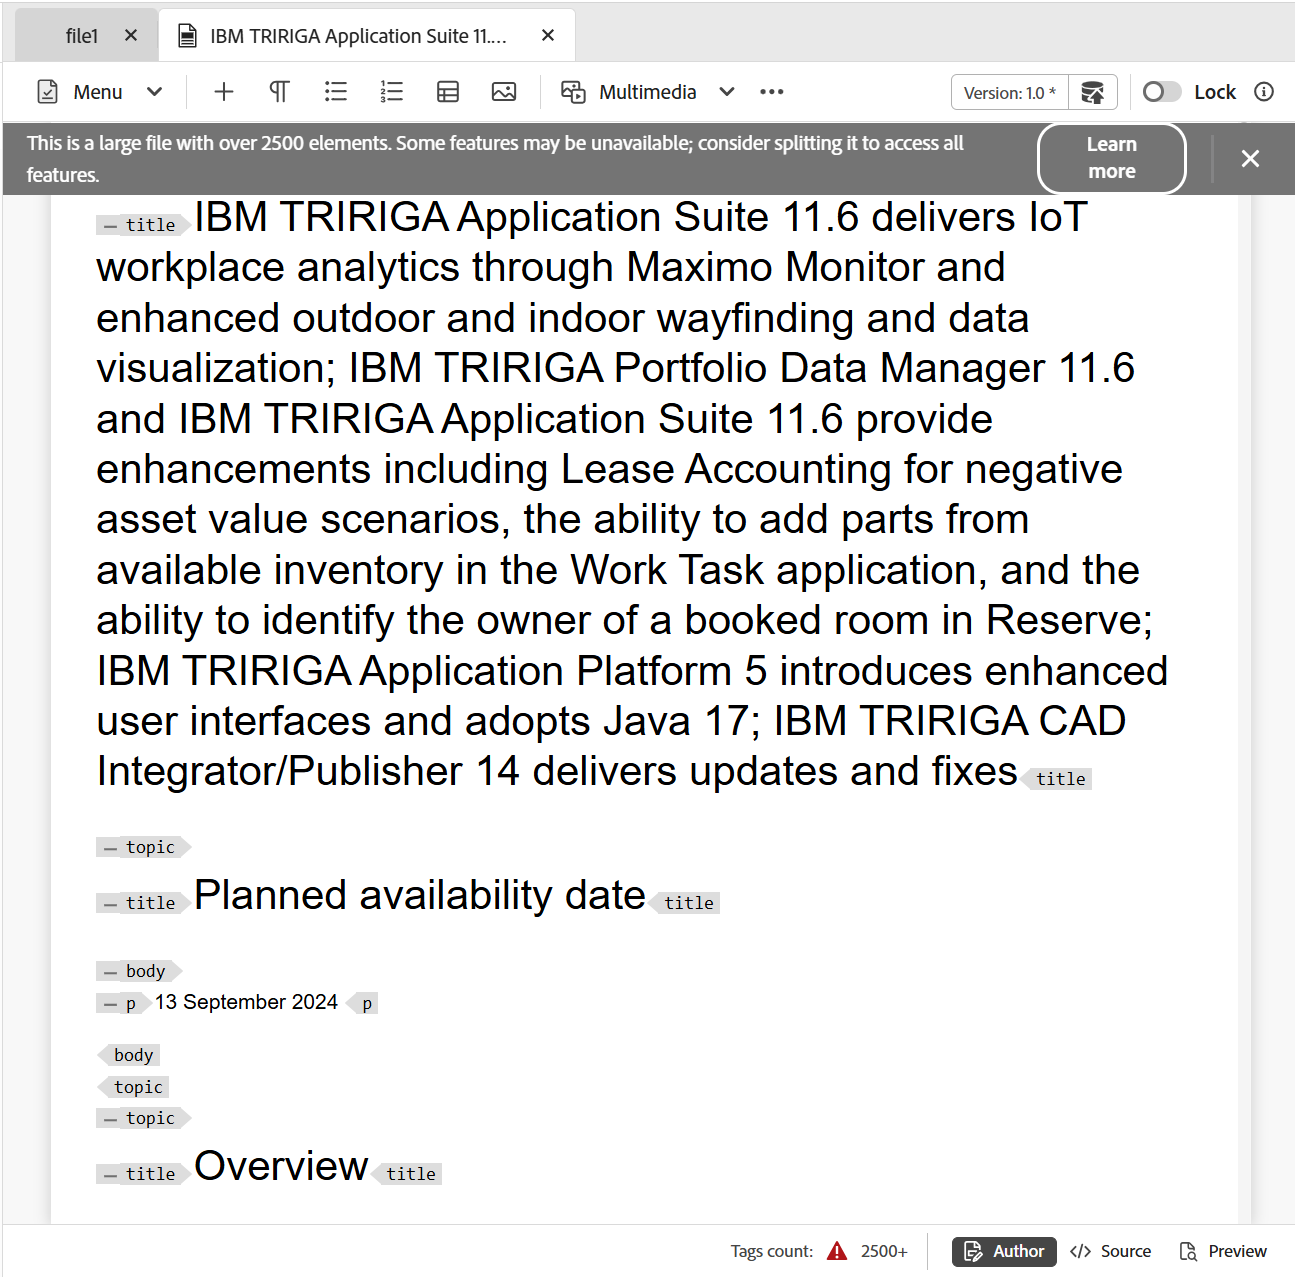 file1
IBM TRIRIGA Application Suite 11....
Menu
Multimedia
Version: 1.0 *
Lock
This is a large file with over 2500 elements. Some features may be unavailable; consider splitting it to access all
features.
Learn
more
title IBM TRIRIGA Application Suite 11.6 delivers IoT
workplace analytics through Maximo Monitor and
enhanced outdoor and indoor wayfinding and data
visualization; IBM TRIRIGA Portfolio Data Manager 11.6
and IBM TRIRIGA Application Suite 11.6 provide
enhancements including Lease Accounting for negative
asset value scenarios, the ability to add parts from
available inventory in the Work Task application, and the
ability to identify the owner of a booked room in Reserve;
IBM TRIRIGA Application Platform 5 introduces enhanced
user interfaces and adopts Java 17; IBM TRIRIGA CAD
Integrator/Publisher 14 delivers updates and fixes title
topic
title Planned availability date title
body
p 13 September 2024 p
body
topic
topic
title Overview title
Tags count: 2500+
Author
Source
Preview